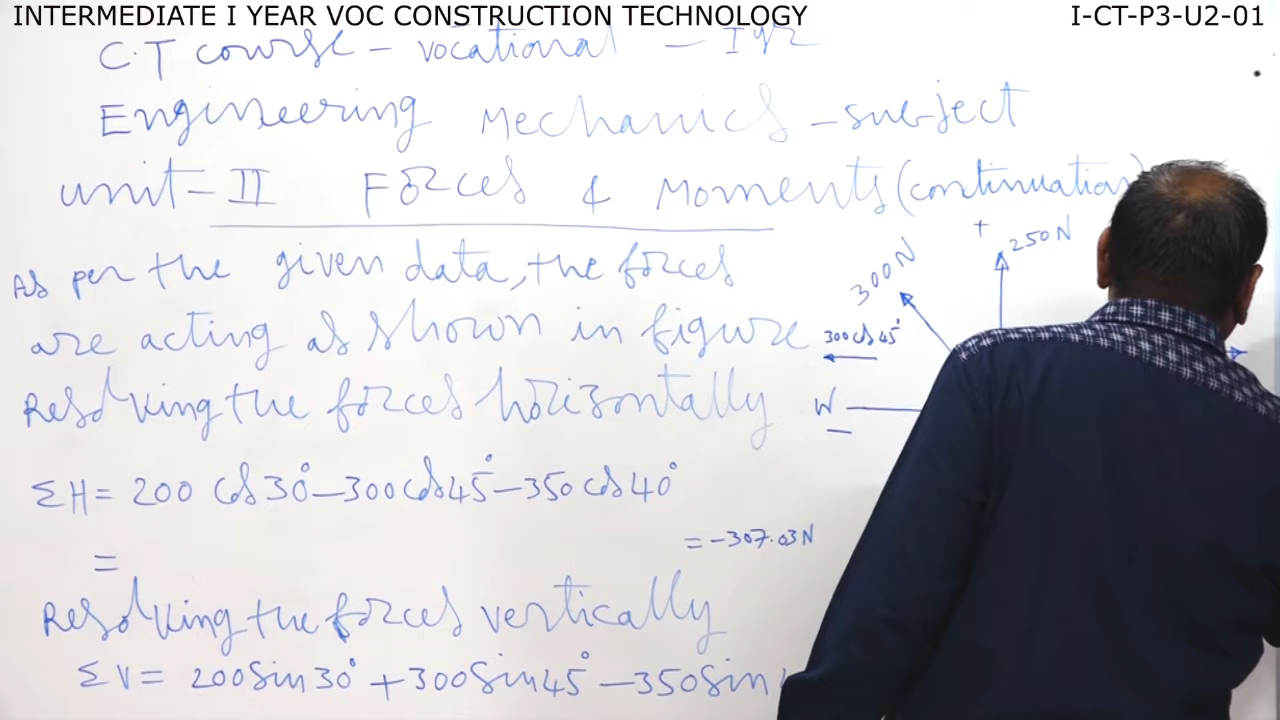 INTERMEDIATE I YEAR VOC CONSTRUCTION TECHNOLOGY
I-CT-P3-U2-01
C.T course - vocational - I yr
Engineering Mechanics - subject
unit-II Forces & Moments (continuation)
As per the given data, the forces
are acting as shown in figure
Resolving the forces horizontally
ΣH = 200 cos 30° - 300 cos 45° - 350 cos 40°
=
= -307.03N
Resolving the forces vertically
ΣV = 200 sin 30° + 300 sin 45° - 350 sin
+
250N
300N
300 cos 45°
W